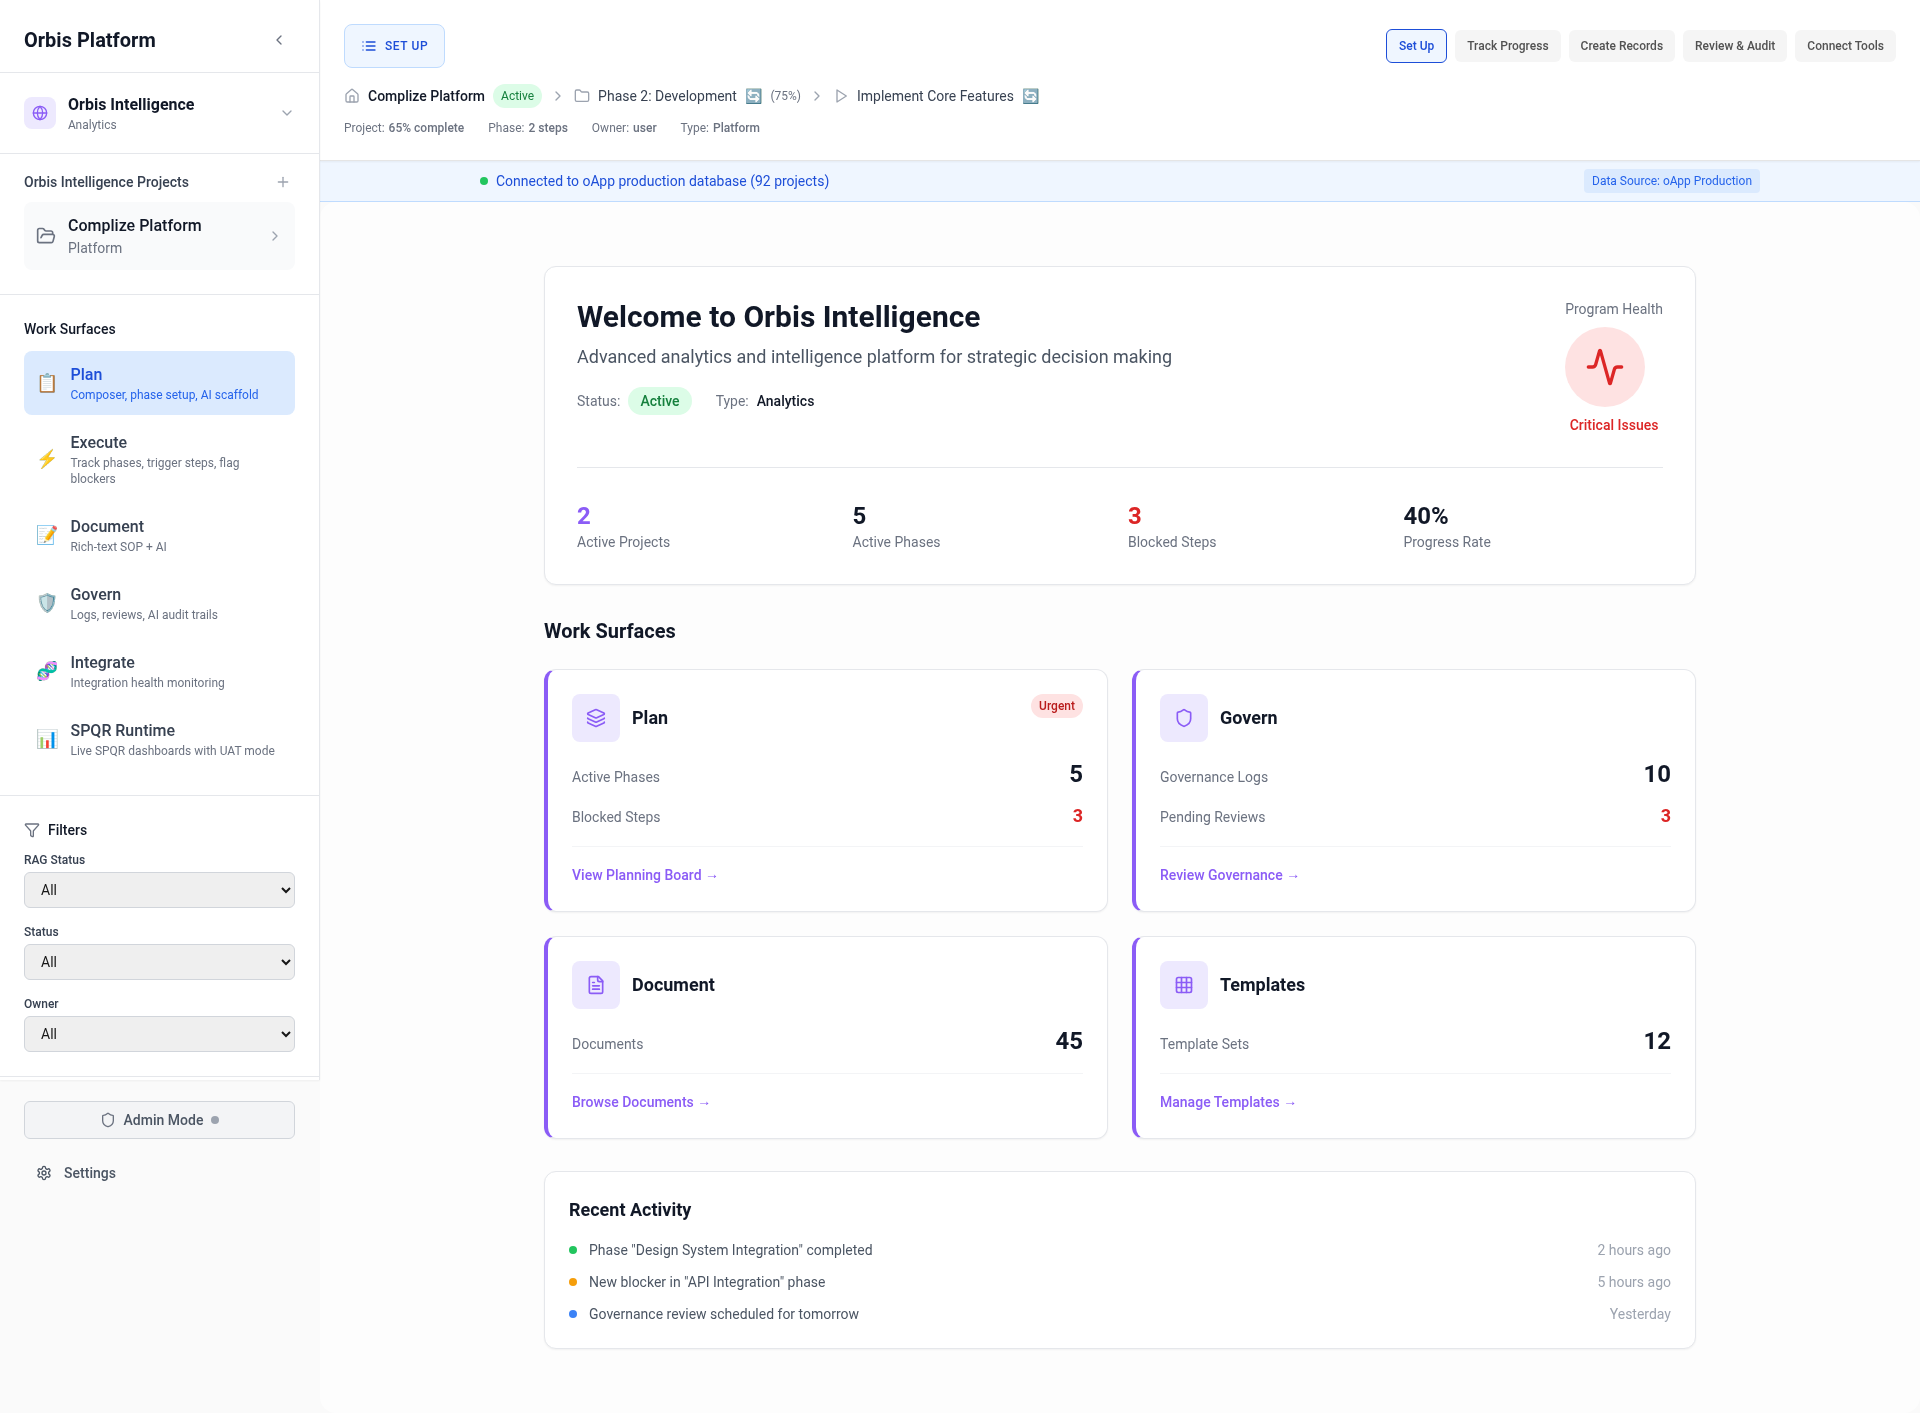 Orbis Platform
Orbis Intelligence
Analytics
Orbis Intelligence Projects
Complize Platform
Platform
Work Surfaces
Plan
Composer, phase setup, AI scaffold
Execute
Track phases, trigger steps, flag
blockers
Document
Rich-text SOP + AI
Govern
Logs, reviews, AI audit trails
Integrate
Integration health monitoring
SPQR Runtime
Live SPQR dashboards with UAT mode
Filters
RAG Status
All
Status
All
Owner
All
Admin Mode
Settings
SET UP
Set Up
Track Progress
Create Records
Review & Audit
Connect Tools
Complize Platform Active Phase 2: Development (75%) Implement Core Features
Project: 65% complete Phase: 2 steps Owner: user Type: Platform
Connected to oApp production database (92 projects)
Data Source: oApp Production
Welcome to Orbis Intelligence
Advanced analytics and intelligence platform for strategic decision making
Status: Active Type: Analytics
Program Health
Critical Issues
2
Active Projects
5
Active Phases
3
Blocked Steps
40%
Progress Rate
Work Surfaces
Plan
Urgent
Active Phases 5
Blocked Steps 3
View Planning Board →
Govern
Governance Logs 10
Pending Reviews 3
Review Governance →
Document
Documents 45
Browse Documents →
Templates
Template Sets 12
Manage Templates →
Recent Activity
Phase "Design System Integration" completed 2 hours ago
New blocker in "API Integration" phase 5 hours ago
Governance review scheduled for tomorrow Yesterday